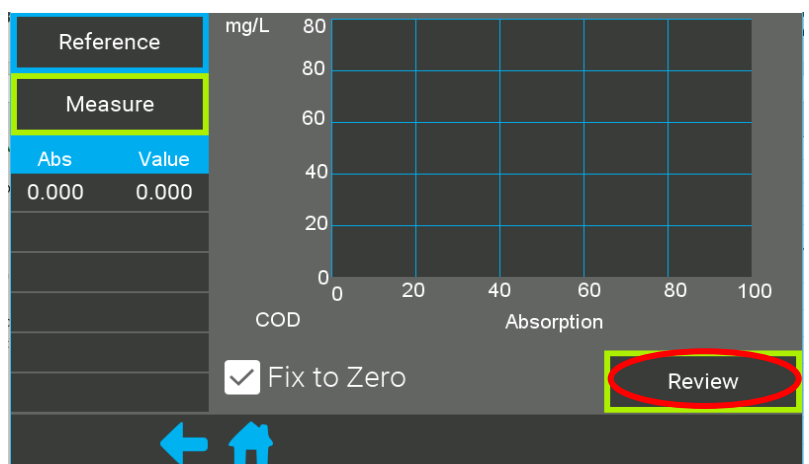 Reference
Measure
Abs Value
0.000 0.000
mg/L
80
80
60
40
20
0
0 20 40 60 80 100
COD
Absorption
Fix to Zero
Review